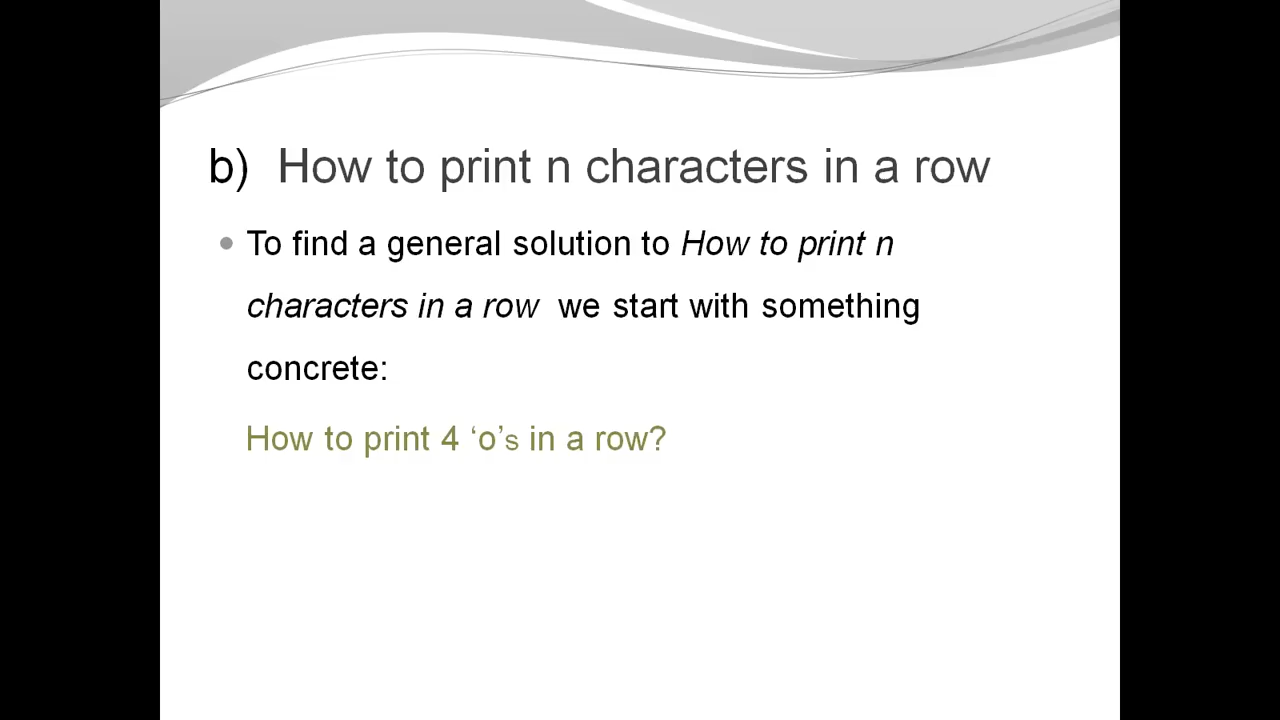 b) How to print n characters in a row
• To find a general solution to How to print n
characters in a row we start with something
concrete:
How to print 4 ‘o’s in a row?